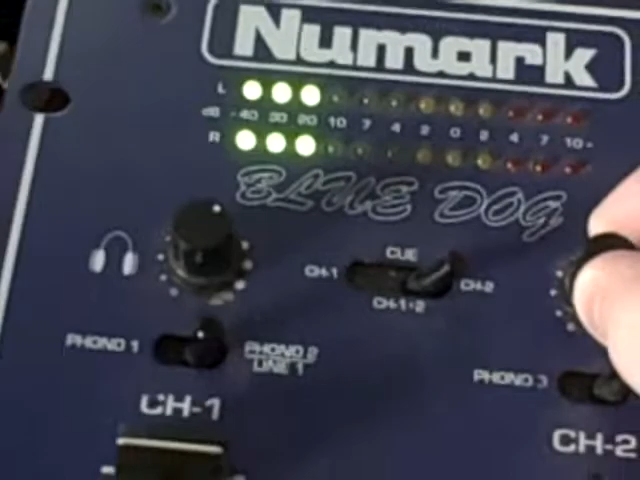 Numark
L
dB -40 30 20 10 7 4 2 0 2 4 7 10+
R
BLUE DOG
CUE
CH-1 CH-2
CH-1+2
PHONO 1 PHONO 2
LINE 1
PHONO 3
CH-1
CH-2